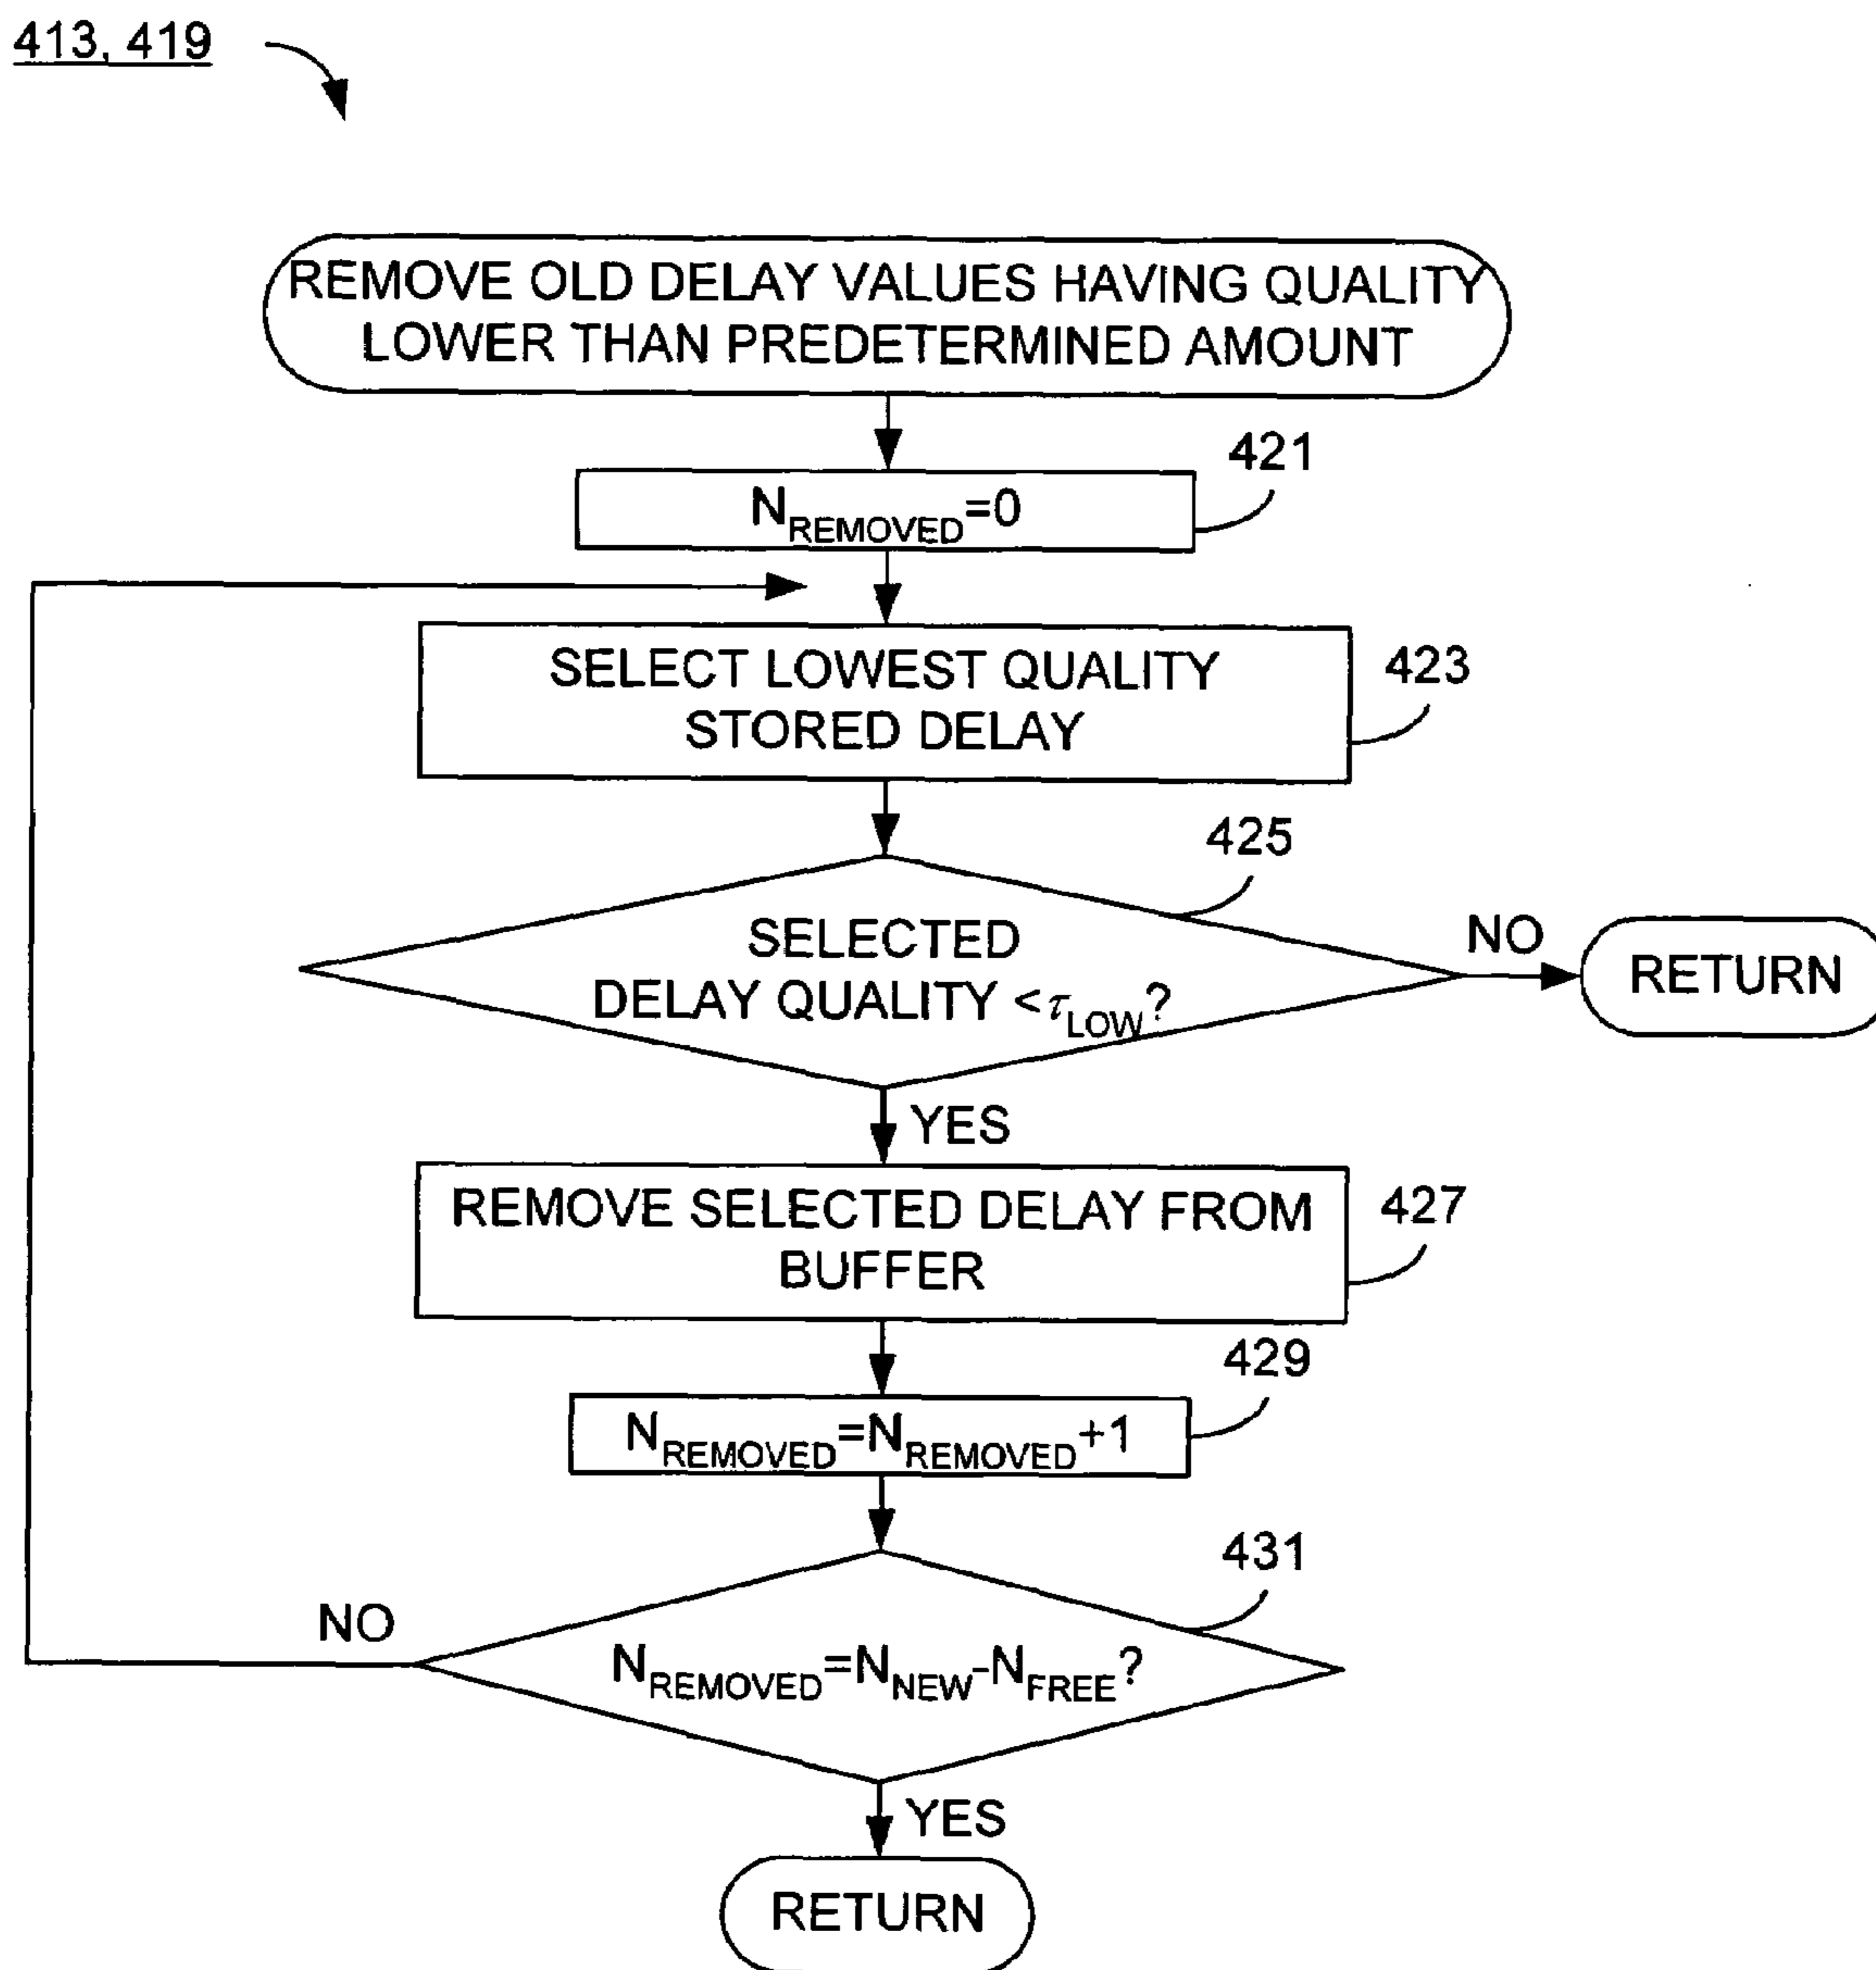 413, 419
REMOVE OLD DELAY VALUES HAVING QUALITY
LOWER THAN PREDETERMINED AMOUNT
421
N_REMOVED=0
SELECT LOWEST QUALITY
STORED DELAY
423
425
SELECTED
DELAY QUALITY <τ_LOW?
NO
RETURN
YES
REMOVE SELECTED DELAY FROM
BUFFER
427
429
N_REMOVED=N_REMOVED+1
431
NO
N_REMOVED=N_NEW-N_FREE?
YES
RETURN